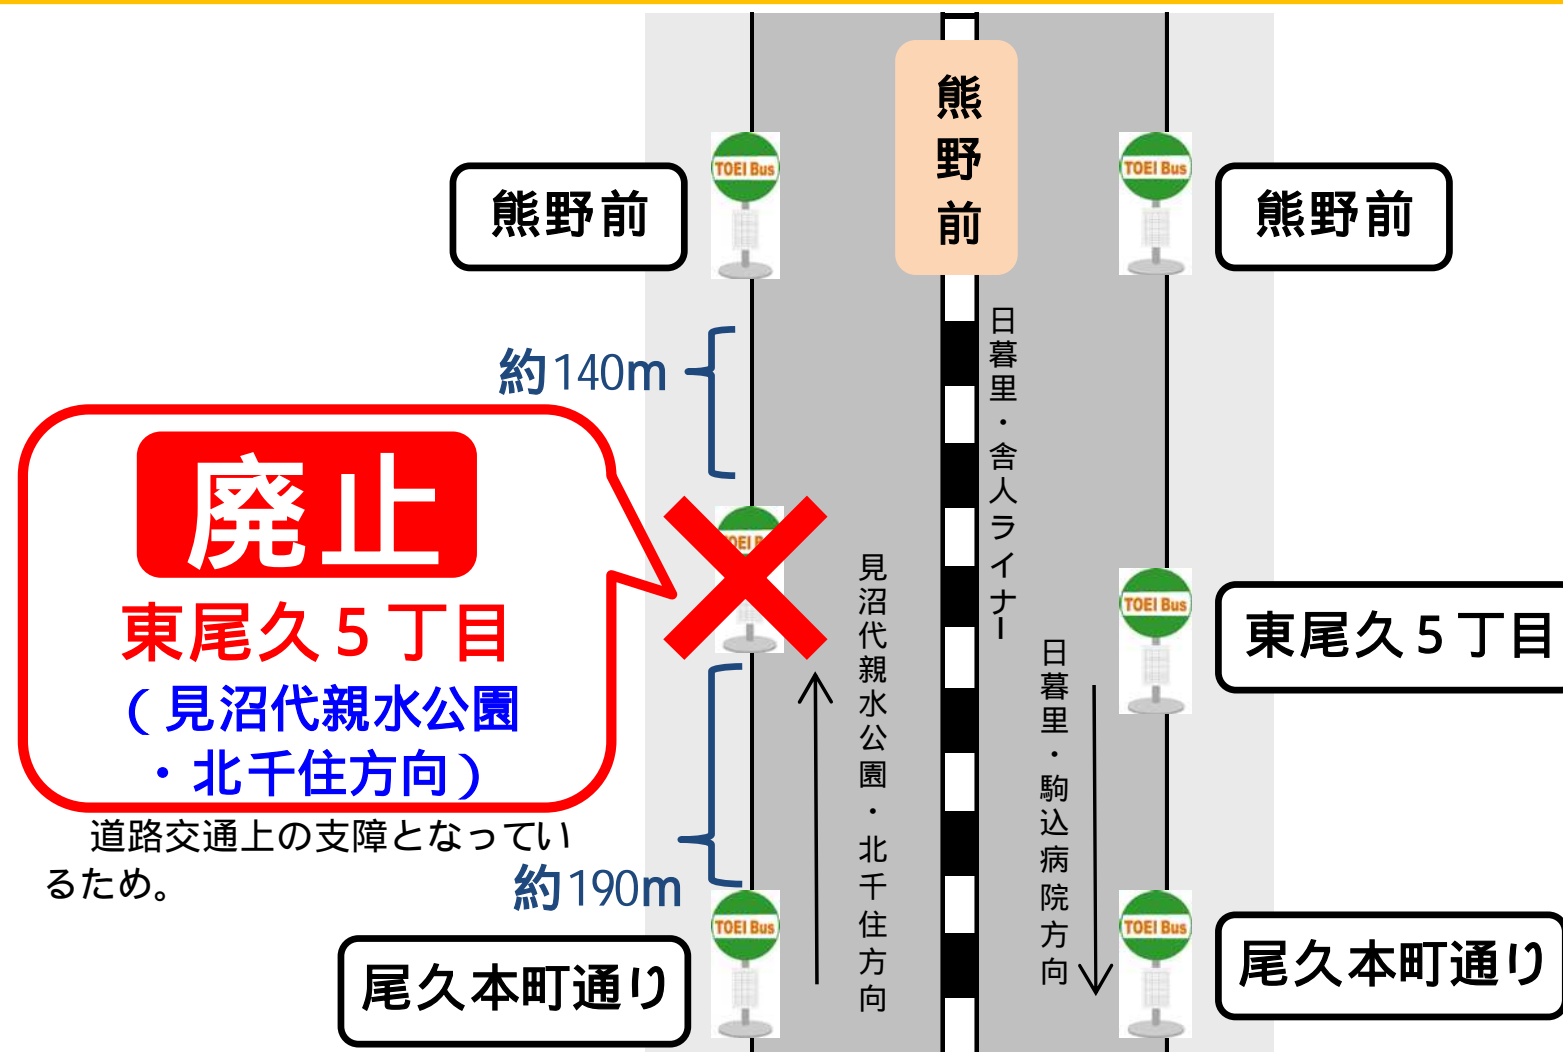 熊野前
TOEI Bus
TOEI Bus
熊野前
熊野前
日暮里・舎人ライナー
約140m
廃止
東尾久5丁目
(見沼代親水公園
・北千住方向)
道路交通上の支障となってい
るため。
TOEI B
見沼代親水公園・北千住方向
日暮里・駒込病院方向
TOEI Bus
東尾久5丁目
約190m
TOEI Bus
TOEI Bus
尾久本町通り
尾久本町通り